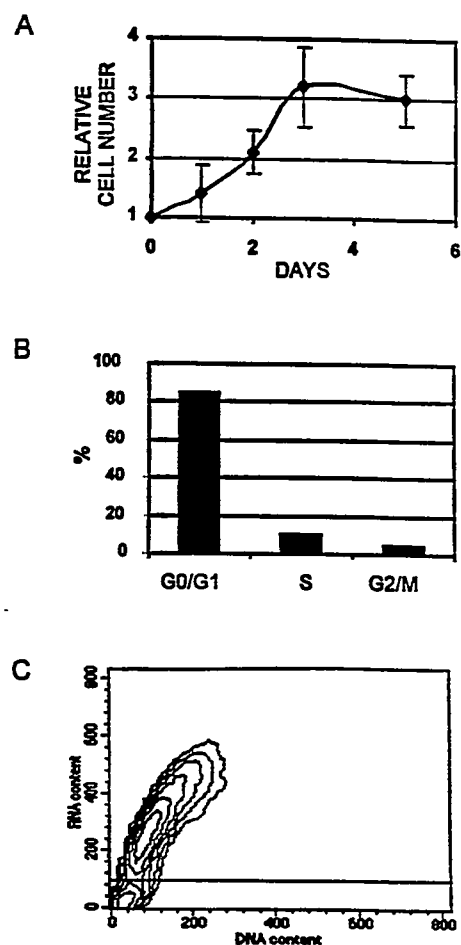 A
RELATIVE
CELL NUMBER
4
3
2
1
0 2 4 6
DAYS
B
%
100
80
60
40
20
0
G0/G1 S G2/M
C
RNA content
800
600
400
200
0
0 200 400 600 800
DNA content